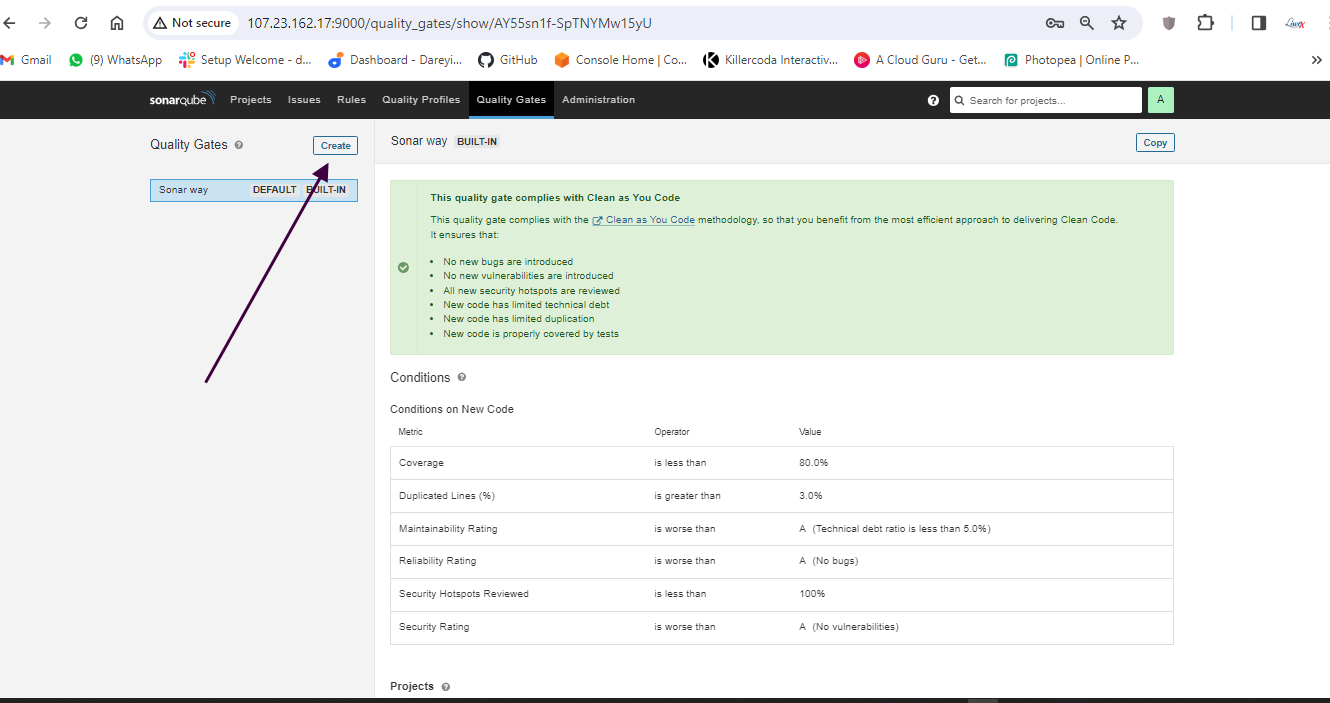 Not secure 107.23.162.17:9000/quality_gates/show/AY55sn1f-SpTNYMw15yU
Gmail (9) WhatsApp Setup Welcome - d... Dashboard - Dareyi... GitHub Console Home | Co... Killercoda Interactiv... A Cloud Guru - Get... Photopea | Online P...
sonarqube Projects Issues Rules Quality Profiles Quality Gates Administration Search for projects... A
Quality Gates Create
Sonar way DEFAULT BUILT-IN
Sonar way BUILT-IN Copy
This quality gate complies with Clean as You Code
This quality gate complies with the Clean as You Code methodology, so that you benefit from the most efficient approach to delivering Clean Code.
It ensures that:
• No new bugs are introduced
• No new vulnerabilities are introduced
• All new security hotspots are reviewed
• New code has limited technical debt
• New code has limited duplication
• New code is properly covered by tests
Conditions
Conditions on New Code
Metric Operator Value
Coverage is less than 80.0%
Duplicated Lines (%) is greater than 3.0%
Maintainability Rating is worse than A (Technical debt ratio is less than 5.0%)
Reliability Rating is worse than A (No bugs)
Security Hotspots Reviewed is less than 100%
Security Rating is worse than A (No vulnerabilities)
Projects